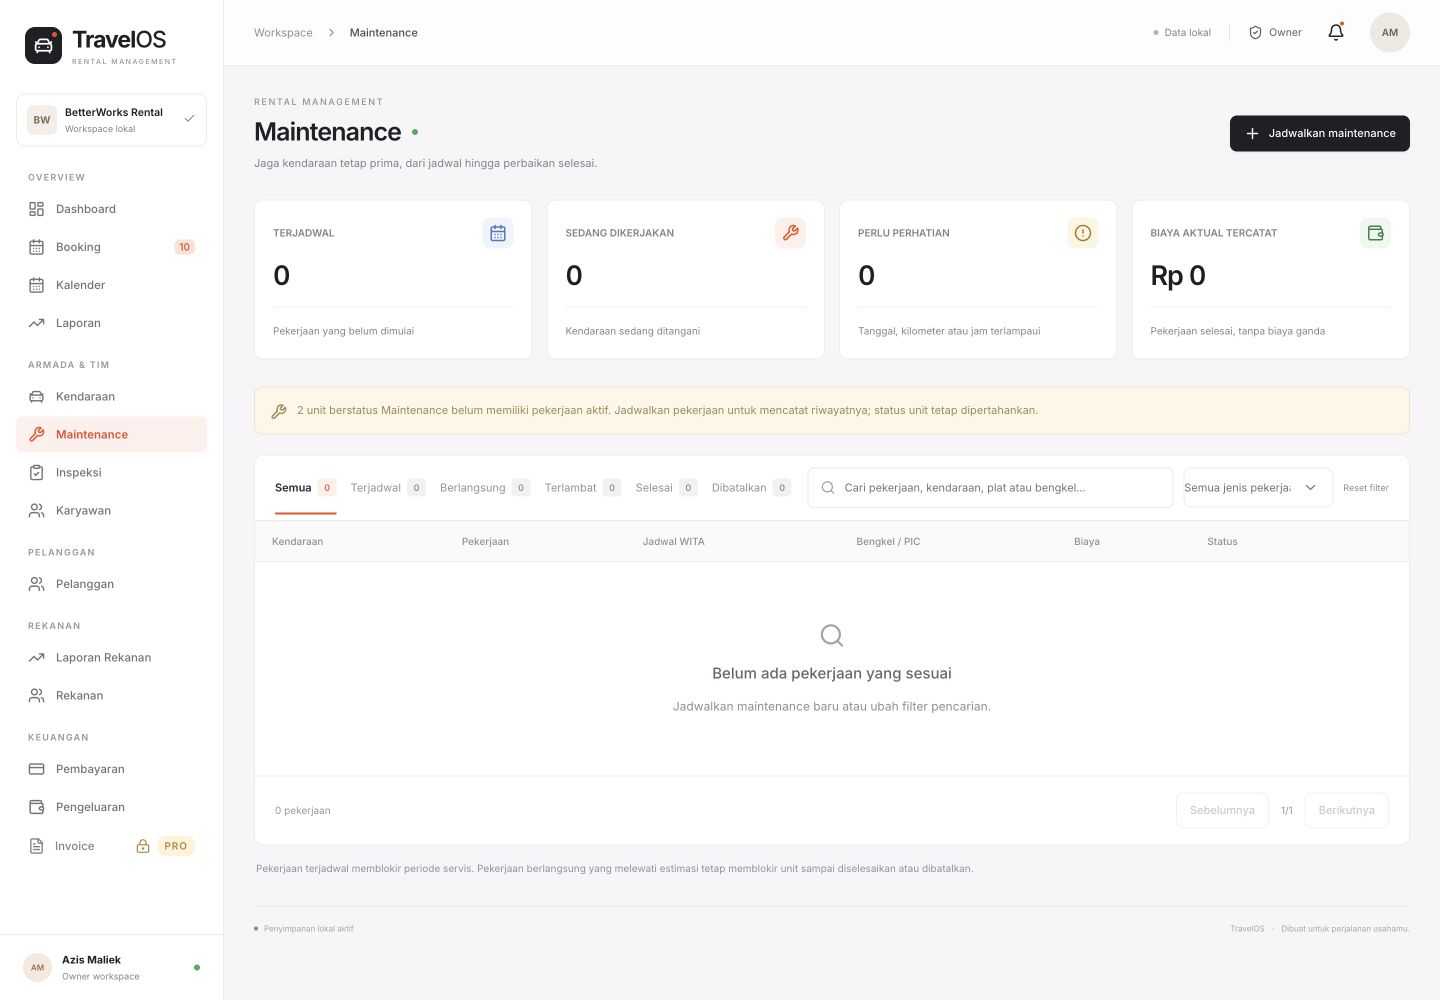 TravelOS
RENTAL MANAGEMENT
BW
BetterWorks Rental
Workspace lokal
OVERVIEW
Dashboard
Booking 10
Kalender
Laporan
ARMADA & TIM
Kendaraan
Maintenance
Inspeksi
Karyawan
PELANGGAN
Pelanggan
REKANAN
Laporan Rekanan
Rekanan
KEUANGAN
Pembayaran
Pengeluaran
Invoice PRO
AM
Azis Maliek
Owner workspace
Workspace Maintenance
Data lokal Owner AM
RENTAL MANAGEMENT
Maintenance
Jaga kendaraan tetap prima, dari jadwal hingga perbaikan selesai.
Jadwalkan maintenance
TERJADWAL
0
Pekerjaan yang belum dimulai
SEDANG DIKERJAKAN
0
Kendaraan sedang ditangani
PERLU PERHATIAN
0
Tanggal, kilometer atau jam terlampaui
BIAYA AKTUAL TERCATAT
Rp 0
Pekerjaan selesai, tanpa biaya ganda
2 unit berstatus Maintenance belum memiliki pekerjaan aktif. Jadwalkan pekerjaan untuk mencatat riwayatnya; status unit tetap dipertahankan.
Semua 0 Terjadwal 0 Berlangsung 0 Terlambat 0 Selesai 0 Dibatalkan 0 Cari pekerjaan, kendaraan, plat atau bengkel... Semua jenis pekerja Reset filter
Kendaraan Pekerjaan Jadwal WITA Bengkel / PIC Biaya Status
Belum ada pekerjaan yang sesuai
Jadwalkan maintenance baru atau ubah filter pencarian.
0 pekerjaan Sebelumnya 1/1 Berikutnya
Pekerjaan terjadwal memblokir periode servis. Pekerjaan berlangsung yang melewati estimasi tetap memblokir unit sampai diselesaikan atau dibatalkan.
Penyimpanan lokal aktif TravelOS · Dibuat untuk perjalanan usahamu.